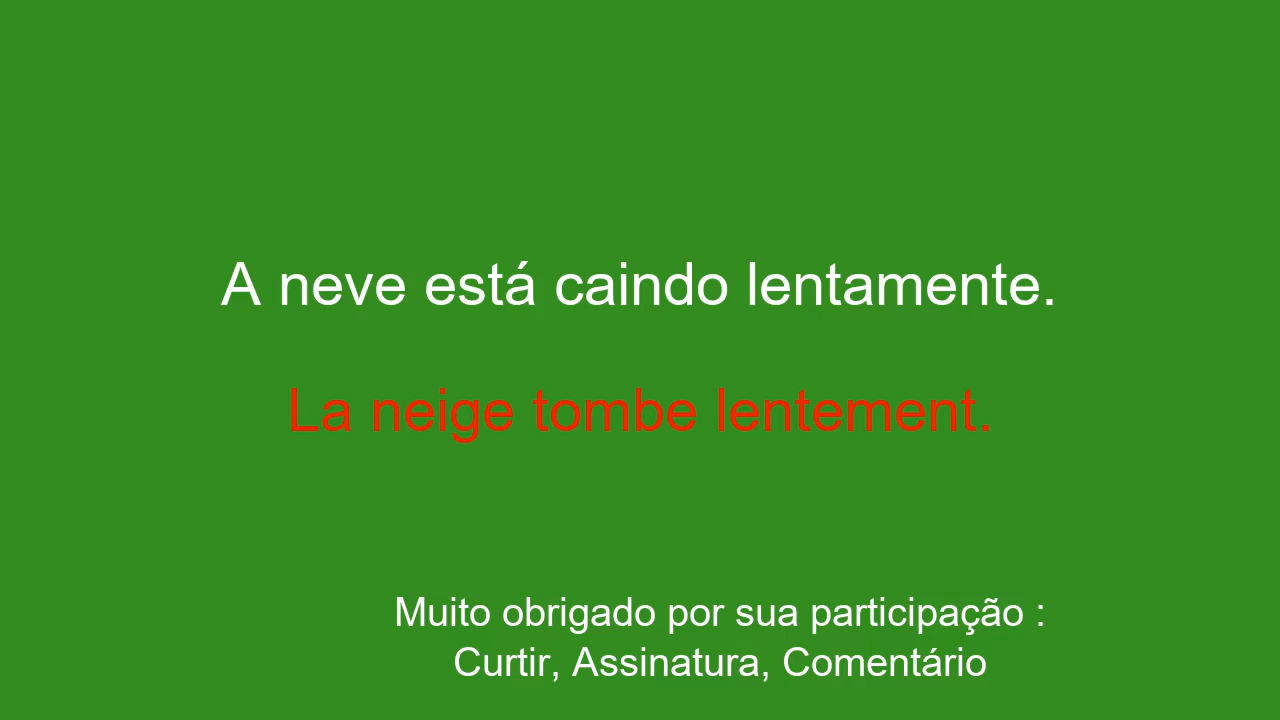 A neve está caindo lentamente.
La neige tombe lentement.
Muito obrigado por sua participação :
Curtir, Assinatura, Comentário